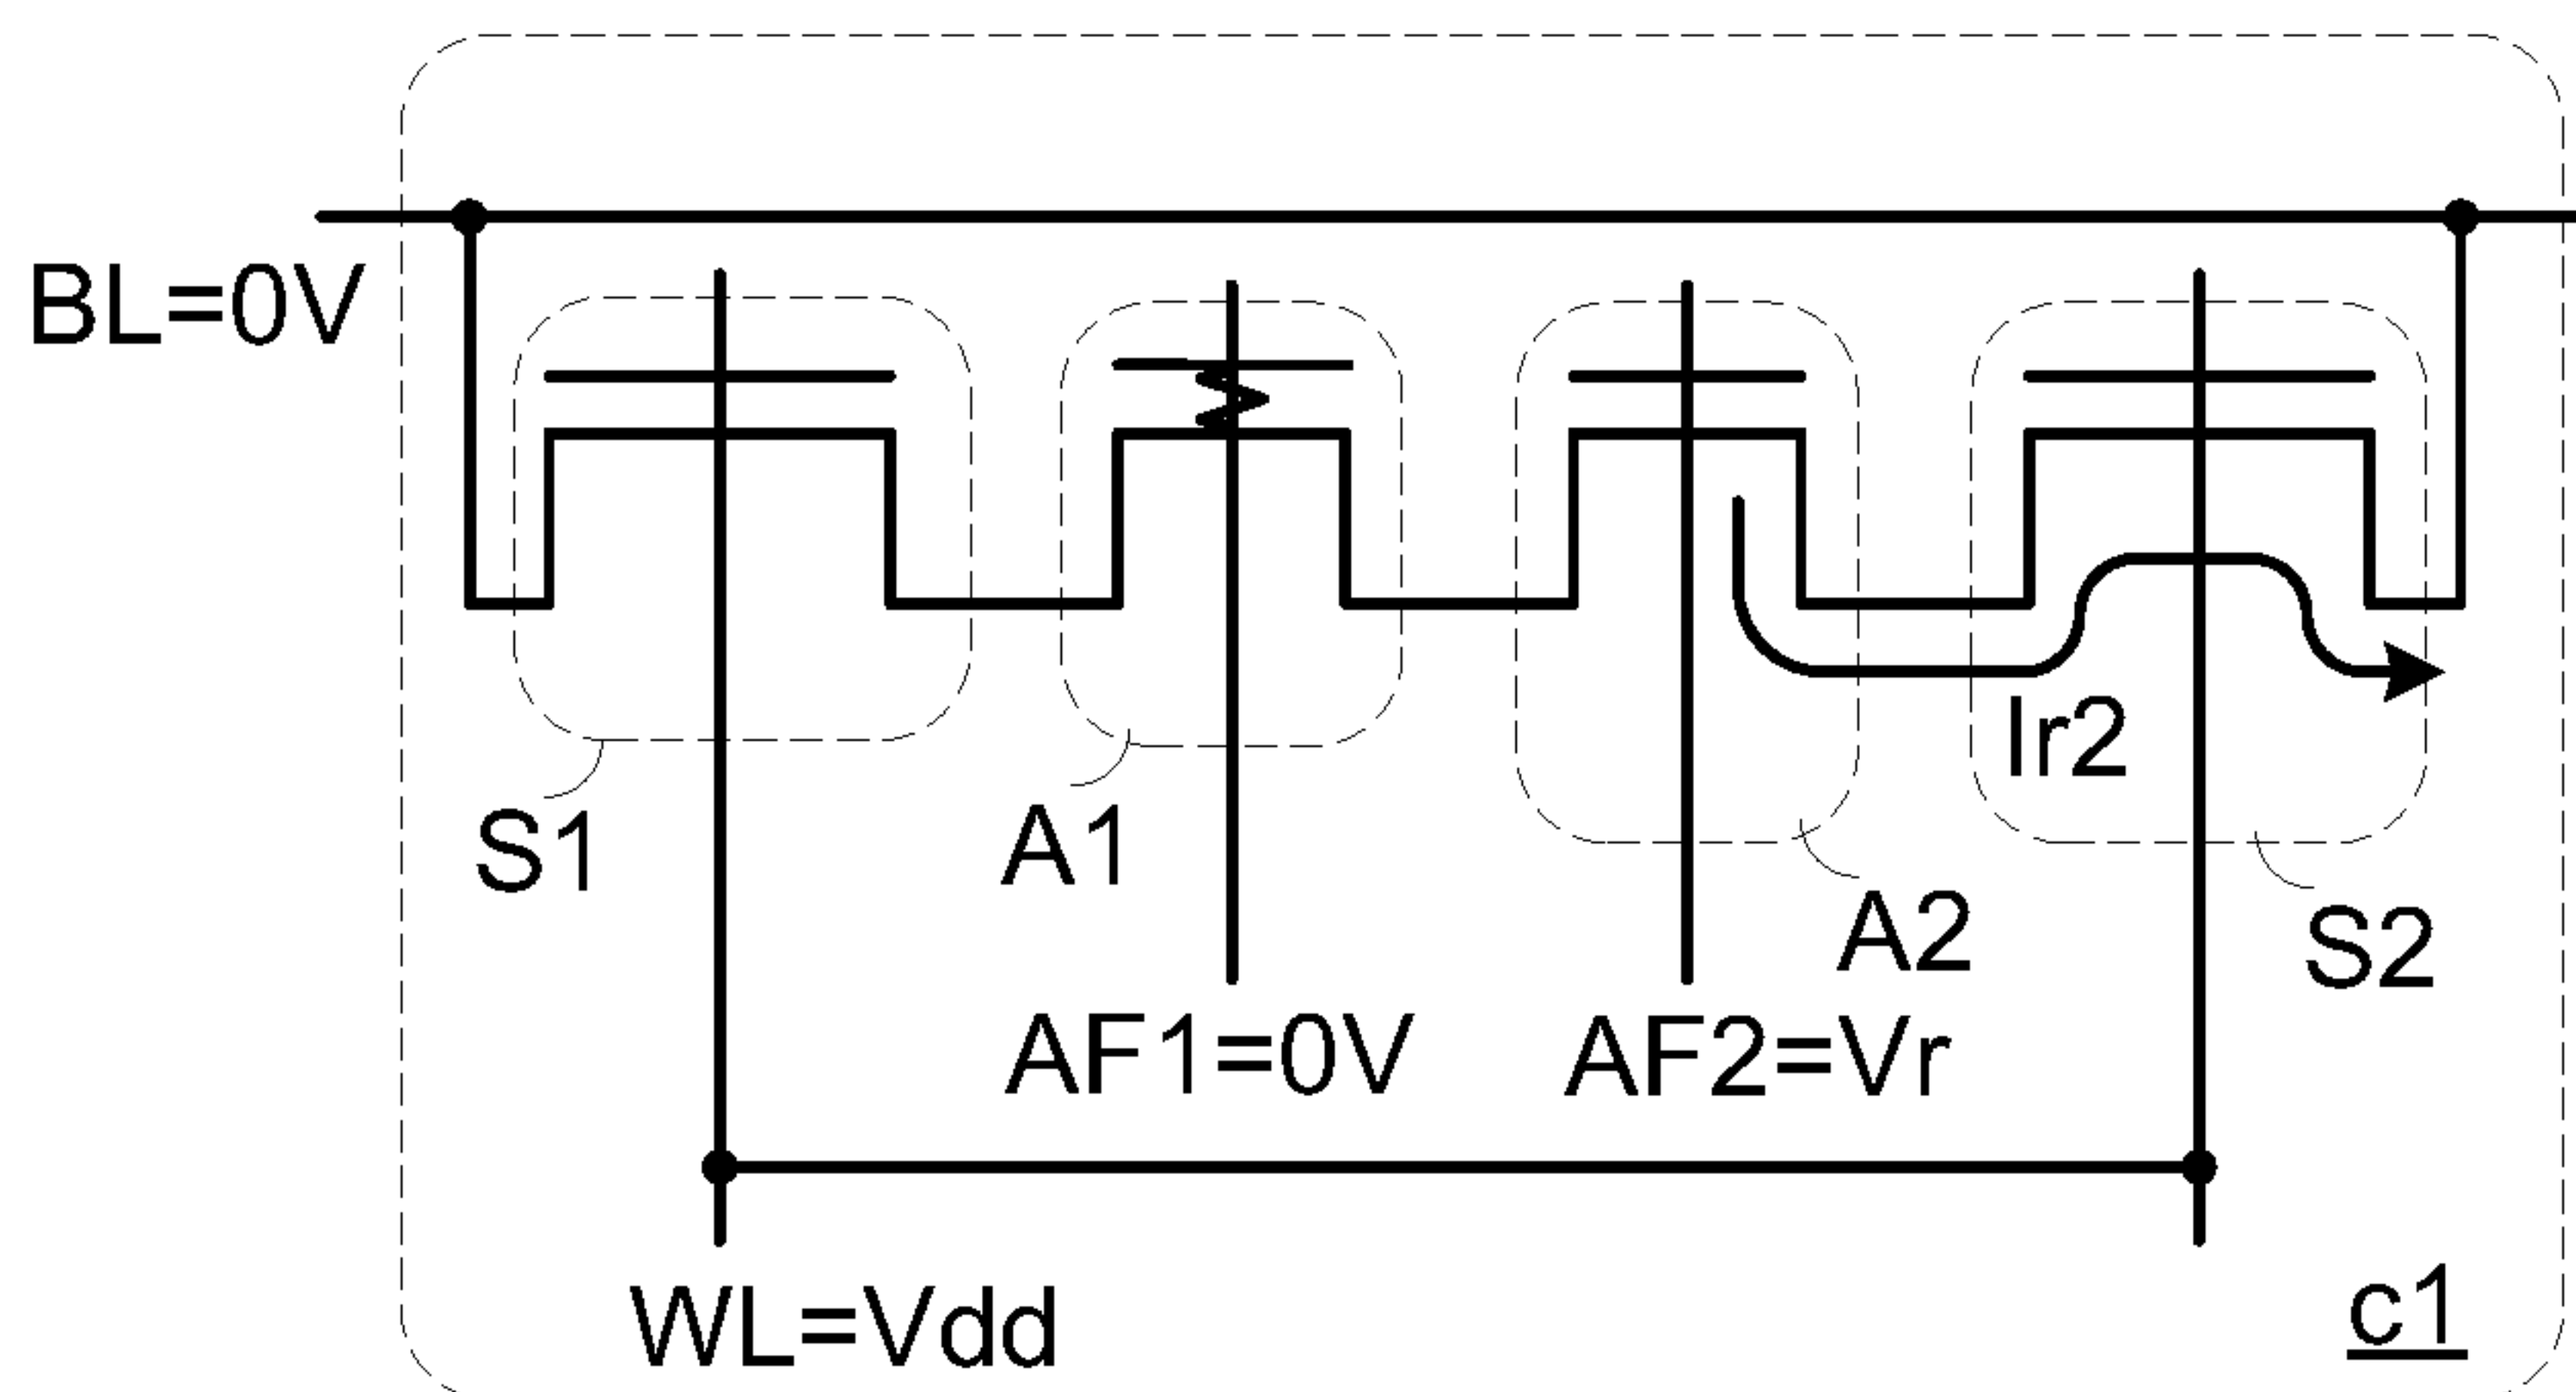 BL=0V
Ir2
S1
A1
A2
S2
AF1=0V
AF2=Vr
WL=Vdd
c1